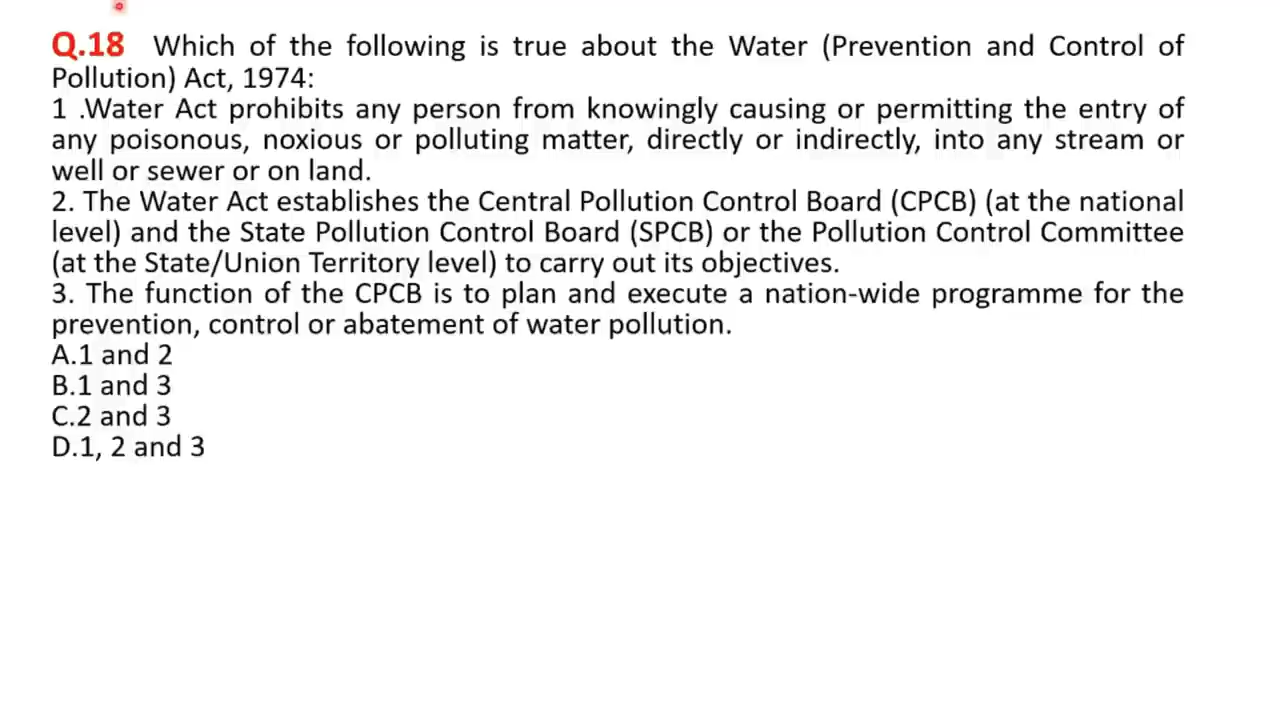 Q.18 Which of the following is true about the Water (Prevention and Control of
Pollution) Act, 1974:
1 .Water Act prohibits any person from knowingly causing or permitting the entry of
any poisonous, noxious or polluting matter, directly or indirectly, into any stream or
well or sewer or on land.
2. The Water Act establishes the Central Pollution Control Board (CPCB) (at the national
level) and the State Pollution Control Board (SPCB) or the Pollution Control Committee
(at the State/Union Territory level) to carry out its objectives.
3. The function of the CPCB is to plan and execute a nation-wide programme for the
prevention, control or abatement of water pollution.
A.1 and 2
B.1 and 3
C.2 and 3
D.1, 2 and 3